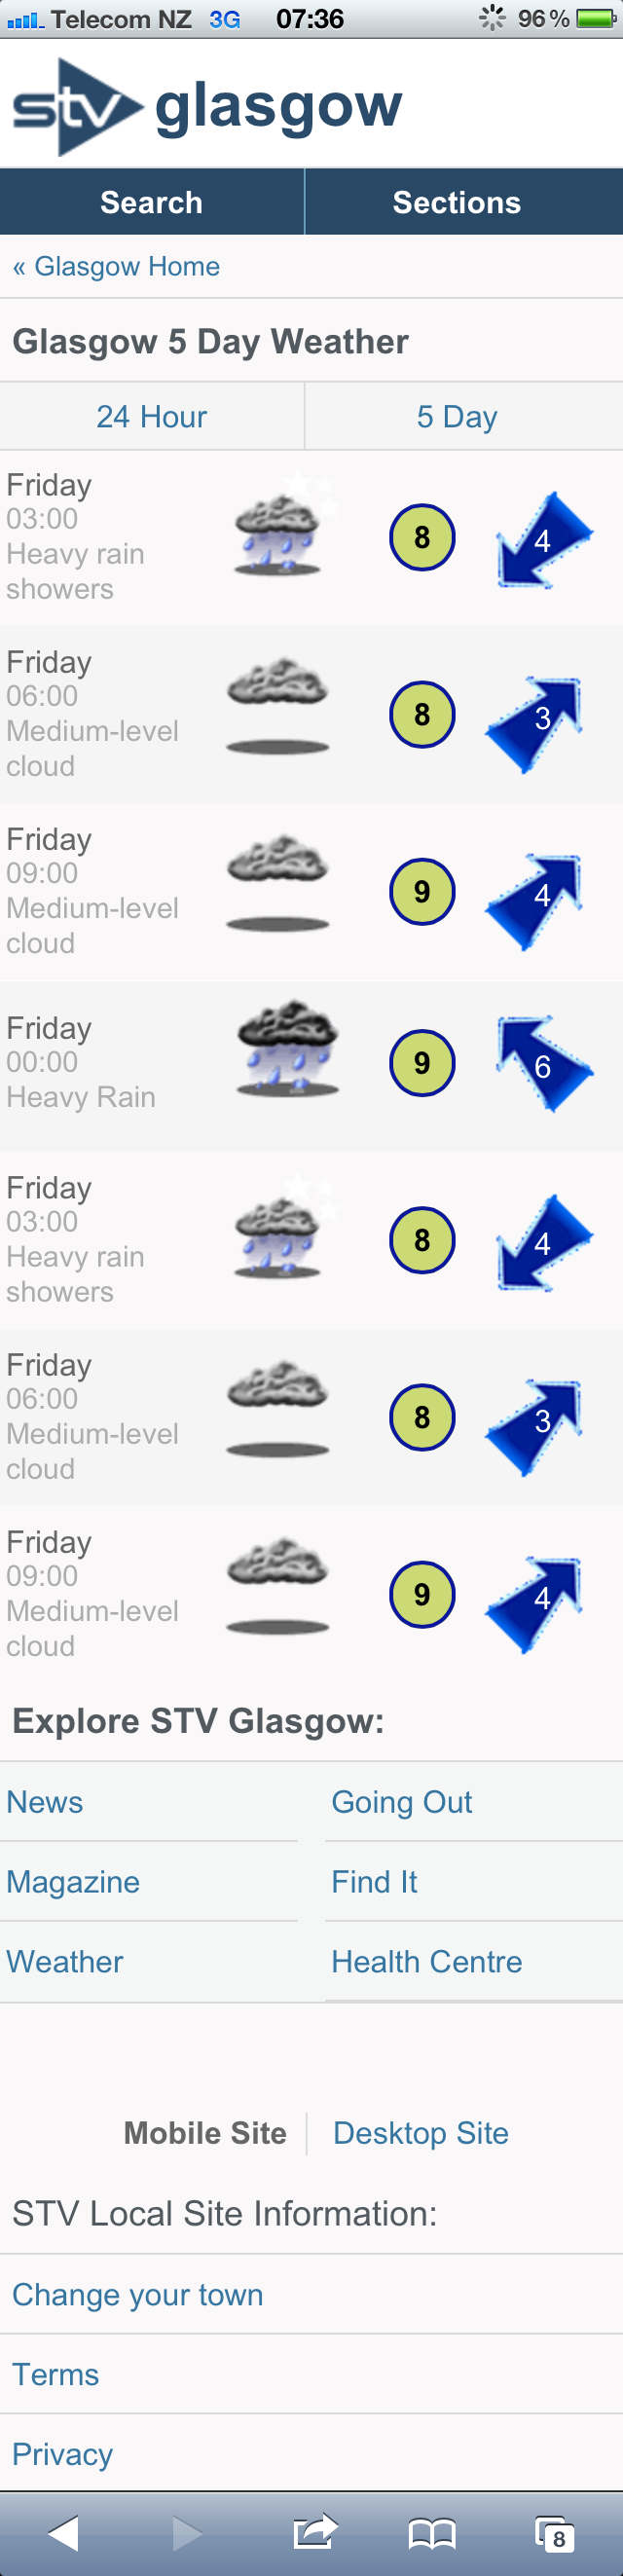 Telecom NZ 3G 07:36 96%
stv glasgow
Search Sections
« Glasgow Home
Glasgow 5 Day Weather
24 Hour 5 Day
Friday
03:00
Heavy rain
showers
8 4
Friday
06:00
Medium-level
cloud
8 3
Friday
09:00
Medium-level
cloud
9 4
Friday
00:00
Heavy Rain
9 6
Friday
03:00
Heavy rain
showers
8 4
Friday
06:00
Medium-level
cloud
8 3
Friday
09:00
Medium-level
cloud
9 4
Explore STV Glasgow:
News Going Out
Magazine Find It
Weather Health Centre
Mobile Site Desktop Site
STV Local Site Information:
Change your town
Terms
Privacy
8